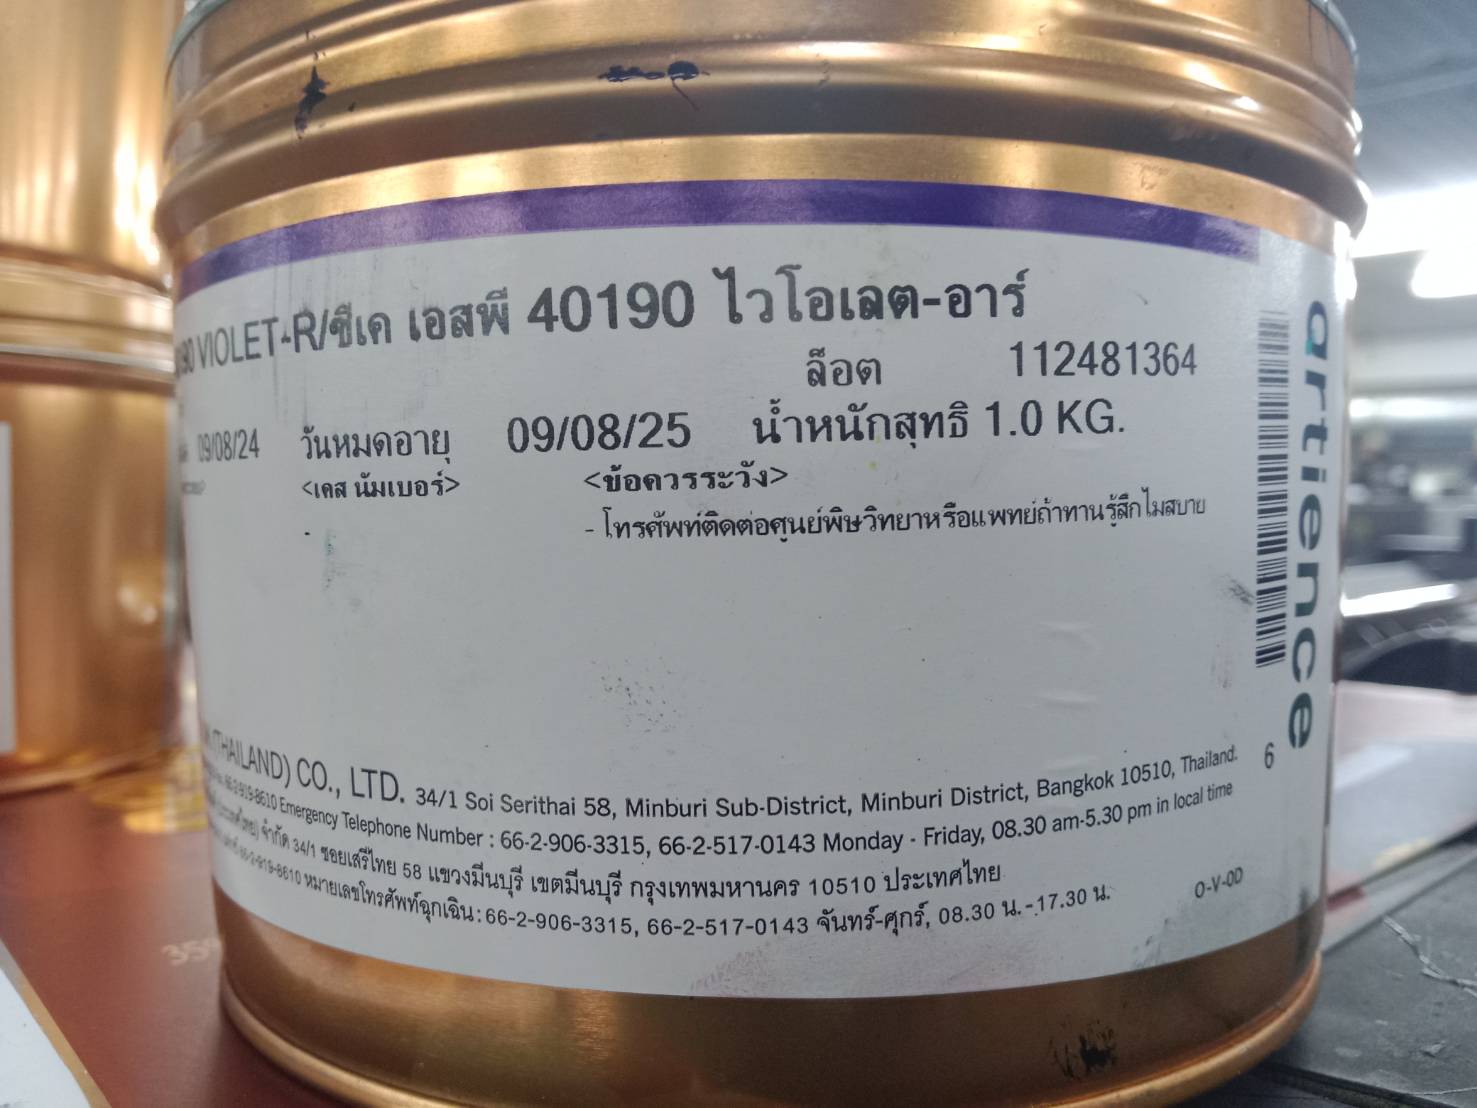 VIOLET-R/ซีเค เอสพี 40190 ไวโอเลต-อาร์
ล็อต 112481364
09/08/24 วันหมดอายุ 09/08/25 น้ำหนักสุทธิ 1.0 KG.
<เคส นัมเบอร์> <ข้อควรระวัง>
- - โทรศัพท์ติดต่อศูนย์พิษวิทยาหรือแพทย์ถ้าทานรู้สึกไมสบาย
artience
(THAILAND) CO., LTD. 34/1 Soi Serithai 58, Minburi Sub-District, Minburi District, Bangkok 10510, Thailand. 6
66-2-919-8610 Emergency Telephone Number : 66-2-906-3315, 66-2-517-0143 Monday - Friday, 08.30 am-5.30 pm in local time
จำกัด 34/1 ซอยเสรีไทย 58 แขวงมีนบุรี เขตมีนบุรี กรุงเทพมหานคร 10510 ประเทศไทย
66-2-919-8610 หมายเลขโทรศัพท์ฉุกเฉิน : 66-2-906-3315, 66-2-517-0143 จันทร์-ศุกร์, 08.30 น.-17.30 น. O-V-0D